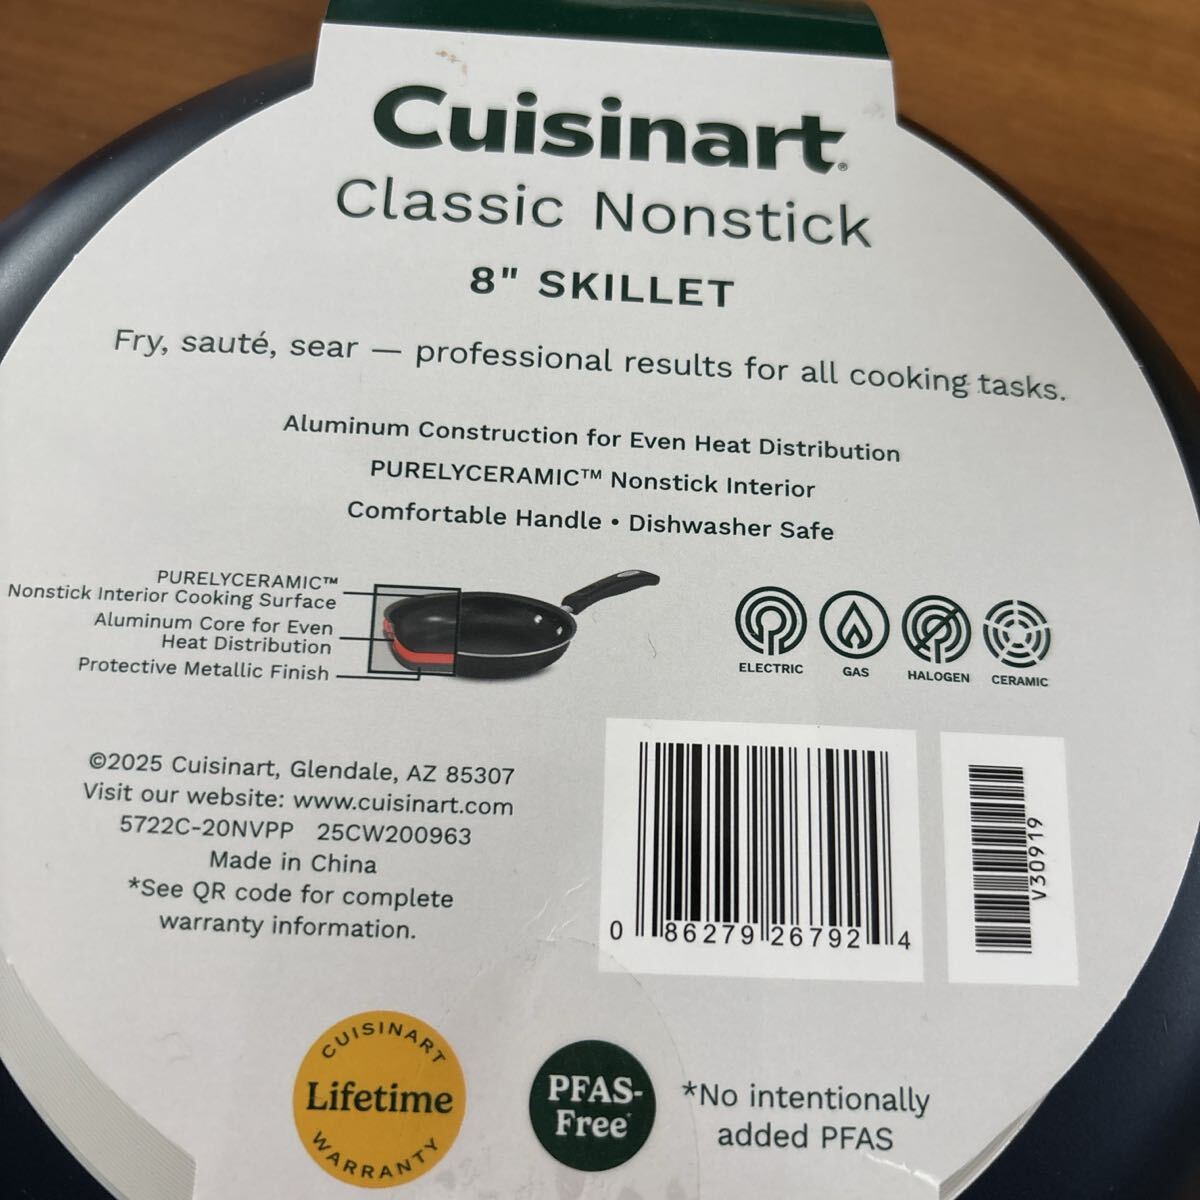 Cuisinart®
Classic Nonstick
8" SKILLET
Fry, sauté, sear — professional results for all cooking tasks.
Aluminum Construction for Even Heat Distribution
PURELYCERAMIC™ Nonstick Interior
Comfortable Handle • Dishwasher Safe
PURELYCERAMIC™
Nonstick Interior Cooking Surface
Aluminum Core for Even
Heat Distribution
Protective Metallic Finish
ELECTRIC
GAS
HALOGEN
CERAMIC
©2025 Cuisinart, Glendale, AZ 85307
Visit our website: www.cuisinart.com
5722C-20NVPP 25CW200963
Made in China
*See QR code for complete
warranty information.
0 86279 26792 4
V30919
CUISINART
Lifetime
WARRANTY
PFAS-
Free*
*No intentionally
added PFAS